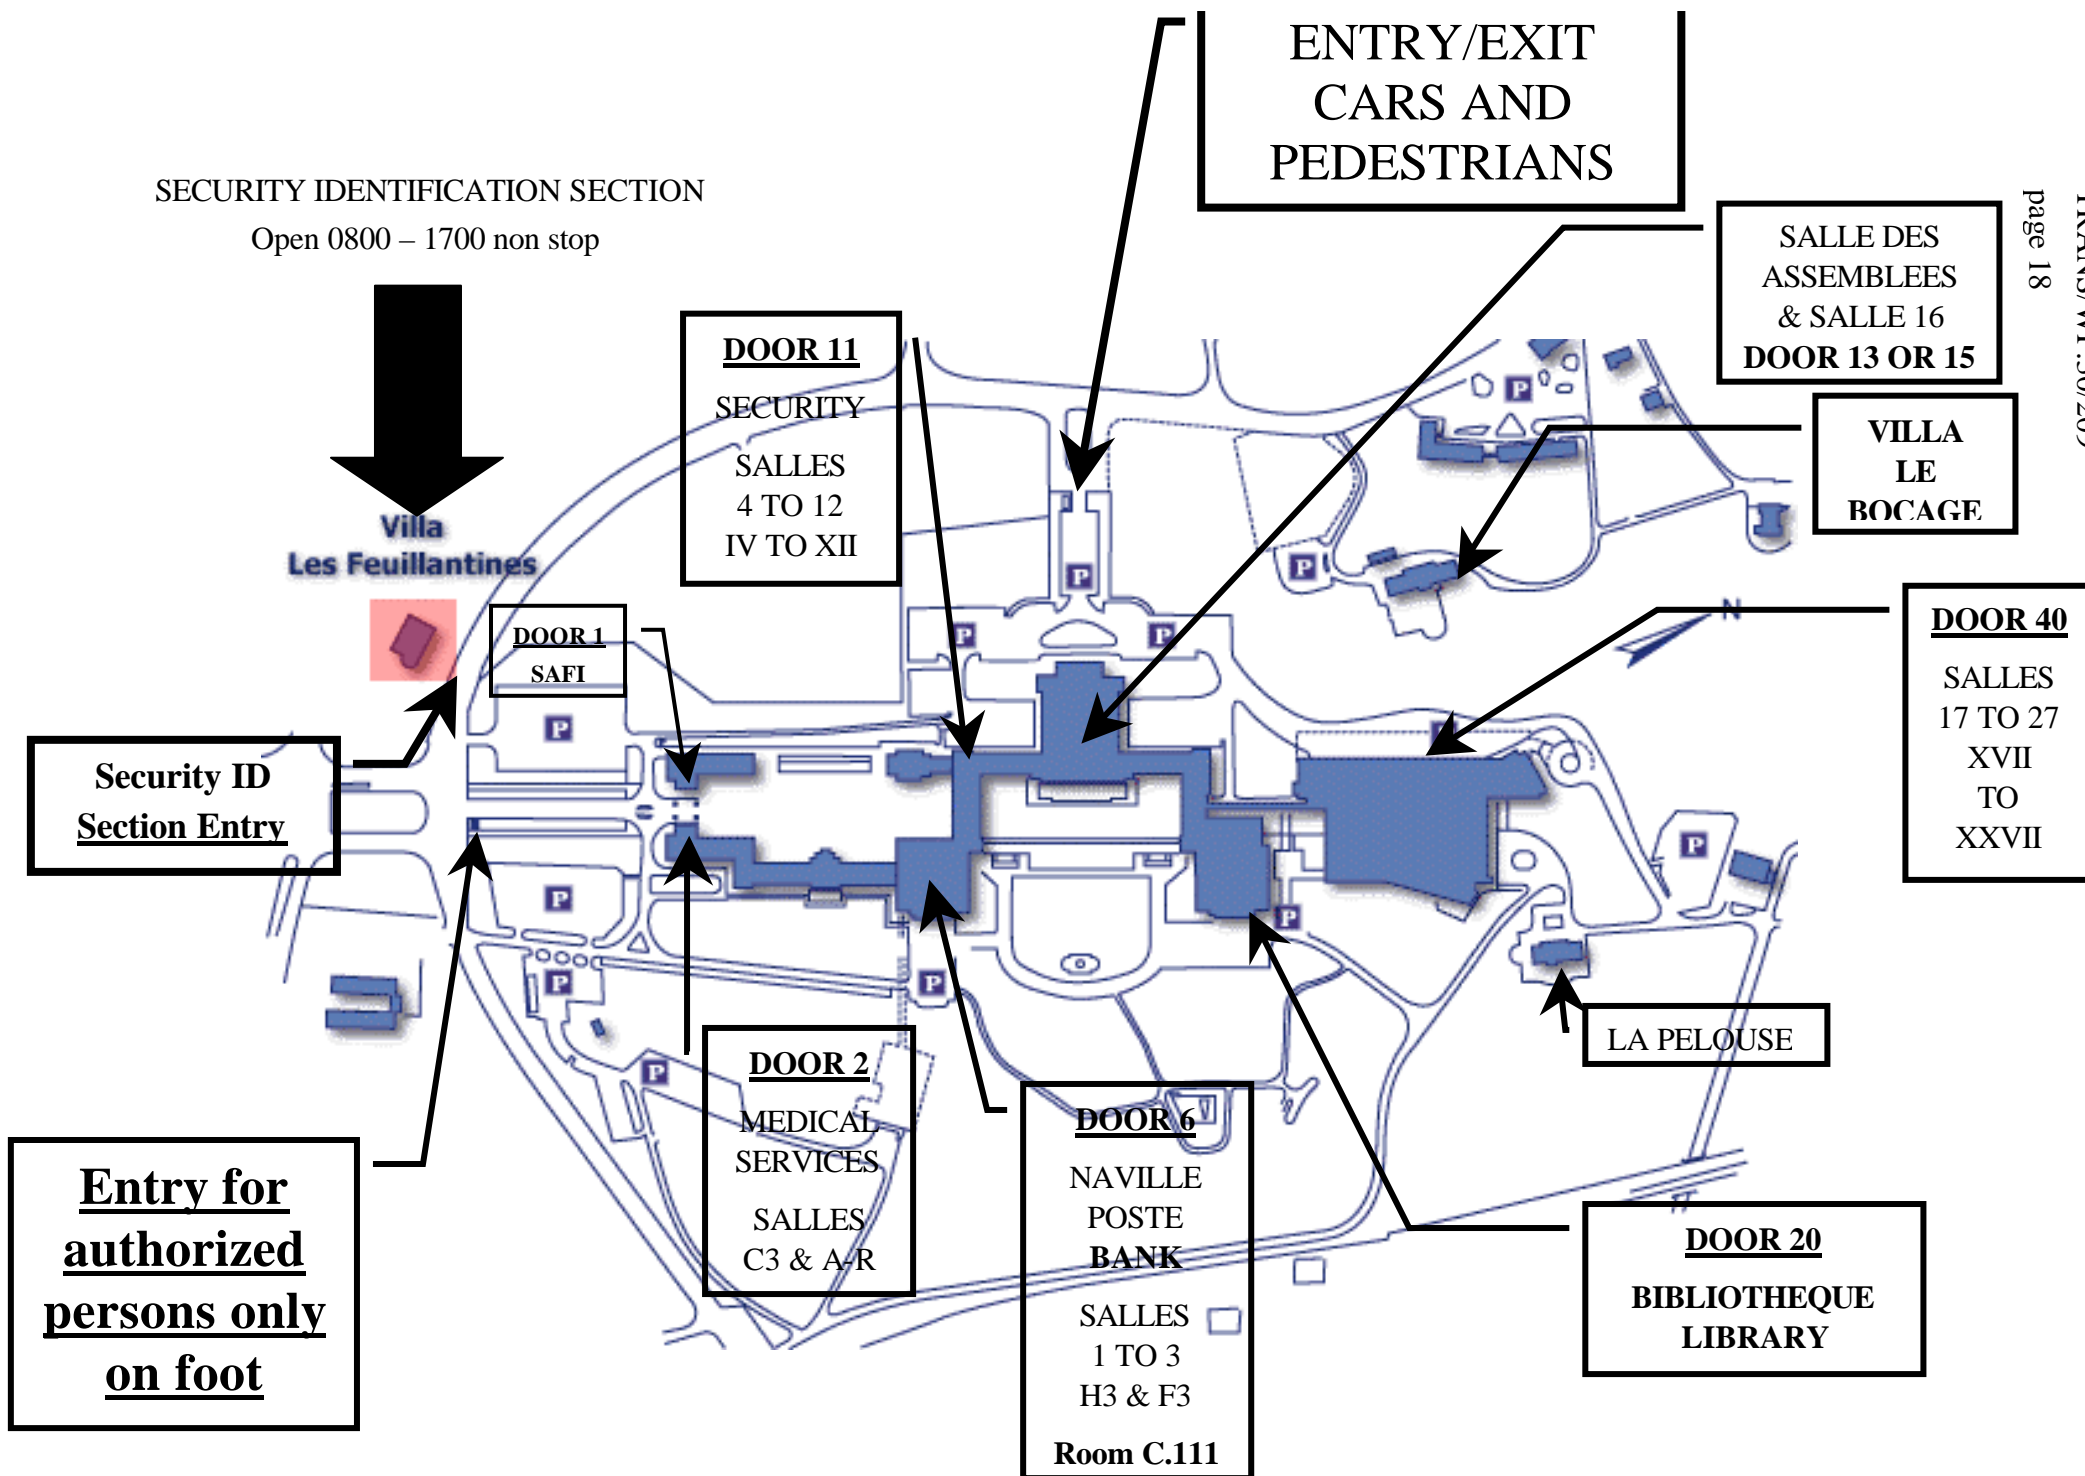 ENTRY/EXIT
CARS AND
PEDESTRIANS
page 18
SECURITY IDENTIFICATION SECTION
Open 0800 – 1700 non stop
SALLE DES
ASSEMBLEES
& SALLE 16
DOOR 13 OR 15
DOOR 11
SECURITY
SALLES
4 TO 12
IV TO XII
VILLA
LE
BOCAGE
Villa
Les Feuillantines
DOOR 1
SAFI
DOOR 40
SALLES
17 TO 27
XVII
TO
XXVII
N
P
P
P
P
P
P
P
P
P
P
P
P
P
Security ID
Section Entry
LA PELOUSE
DOOR 2
MEDICAL
SERVICES
SALLES
C3 & A-R
DOOR 6
NAVILLE
POSTE
BANK
SALLES
1 TO 3
H3 & F3
Room C.111
Entry for
authorized
persons only
on foot
DOOR 20
BIBLIOTHEQUE
LIBRARY